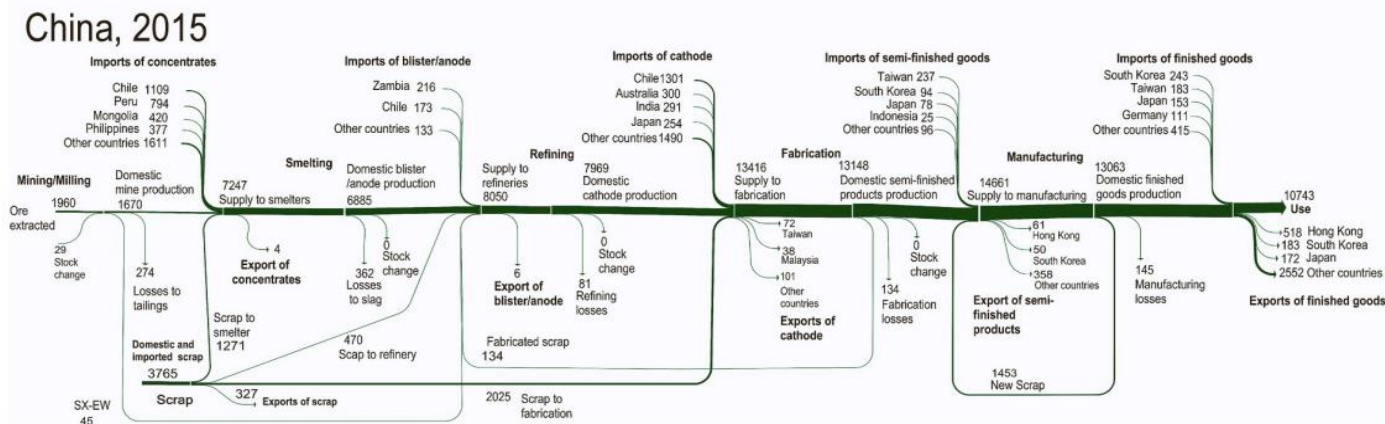 China, 2015
Imports of concentrates
Chile 1109
Peru 794
Mongolia 420
Philippines 377
Other countries 1611
Imports of blister/anode
Zambia 216
Chile 173
Other countries 133
Imports of cathode
Chile1301
Australia 300
India 291
Japan 254
Other countries1490
Imports of semi-finished goods
Taiwan 237
South Korea 94
Japan 78
Indonesia 25
Other countries 96
Imports of finished goods
South Korea 243
Taiwan 183
Japan 153
Germany 111
Other countries 415
Mining/Milling
1960
Ore
extracted
29
Stock
change
Domestic
mine production
1670
274
Losses to
tailings
7247
Supply to smelters
4
Export of
concentrates
Smelting
Domestic blister
/anode production
6885
0
Stock
change
362
Losses
to slag
Supply to
refineries
8050
6
Export of
blister/anode
Refining
7969
Domestic
cathode production
0
Stock
change
81
Refining
losses
13416
Supply to
fabrication
72
Taiwan
38
Malaysia
101
Other
countries
Exports of
cathode
Fabrication
13148
Domestic semi-finished
products production
0
Stock
change
134
Fabrication
losses
14661
Supply to manufacturing
61
Hong Kong
50
South Korea
358
Other countries
Export of semi-
finished
products
Manufacturing
13063
Domestic finished
goods production
145
Manufacturing
losses
10743
Use
518 Hong Kong
183 South Korea
172 Japan
2552 Other countries
Exports of finished goods
Scrap to
smelter
1271
Domestic and
imported scrap
3765
Scrap
470
Scap to refinery
327
Exports of scrap
Fabricated scrap
134
2025
Scrap to
fabrication
1453
New Scrap
SX-EW
45